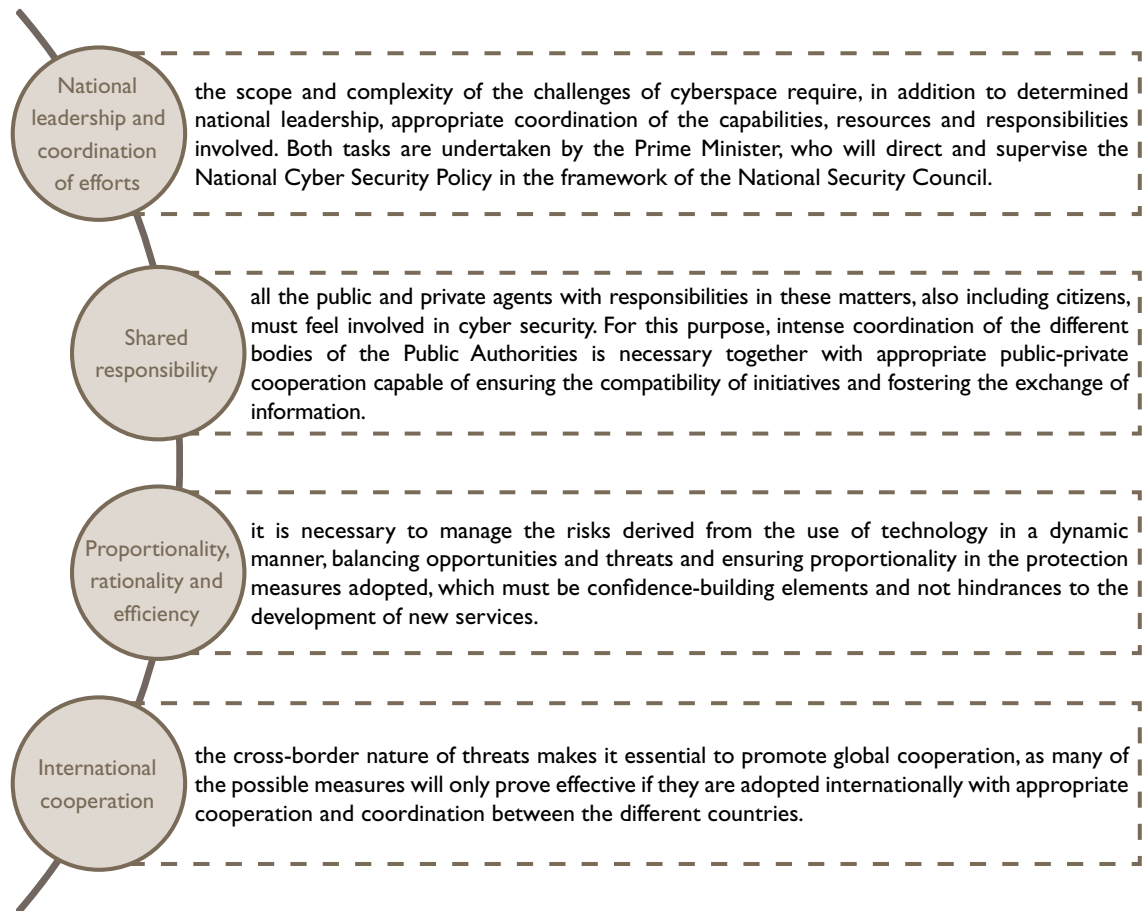 National
leadership and
coordination
of efforts
the scope and complexity of the challenges of cyberspace require, in addition to determined
national leadership, appropriate coordination of the capabilities, resources and responsibilities
involved. Both tasks are undertaken by the Prime Minister, who will direct and supervise the
National Cyber Security Policy in the framework of the National Security Council.
Shared
responsibility
all the public and private agents with responsibilities in these matters, also including citizens,
must feel involved in cyber security. For this purpose, intense coordination of the different
bodies of the Public Authorities is necessary together with appropriate public-private
cooperation capable of ensuring the compatibility of initiatives and fostering the exchange of
information.
Proportionality,
rationality and
efficiency
it is necessary to manage the risks derived from the use of technology in a dynamic
manner, balancing opportunities and threats and ensuring proportionality in the protection
measures adopted, which must be confidence-building elements and not hindrances to the
development of new services.
International
cooperation
the cross-border nature of threats makes it essential to promote global cooperation, as many of
the possible measures will only prove effective if they are adopted internationally with appropriate
cooperation and coordination between the different countries.